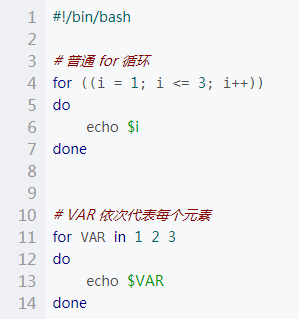 1 #!/bin/bash
2
3 # 普通 for 循环
4 for ((i = 1; i <= 3; i++))
5 do
6     echo $i
7 done
8
9
10 # VAR 依次代表每个元素
11 for VAR in 1 2 3
12 do
13     echo $VAR
14 done